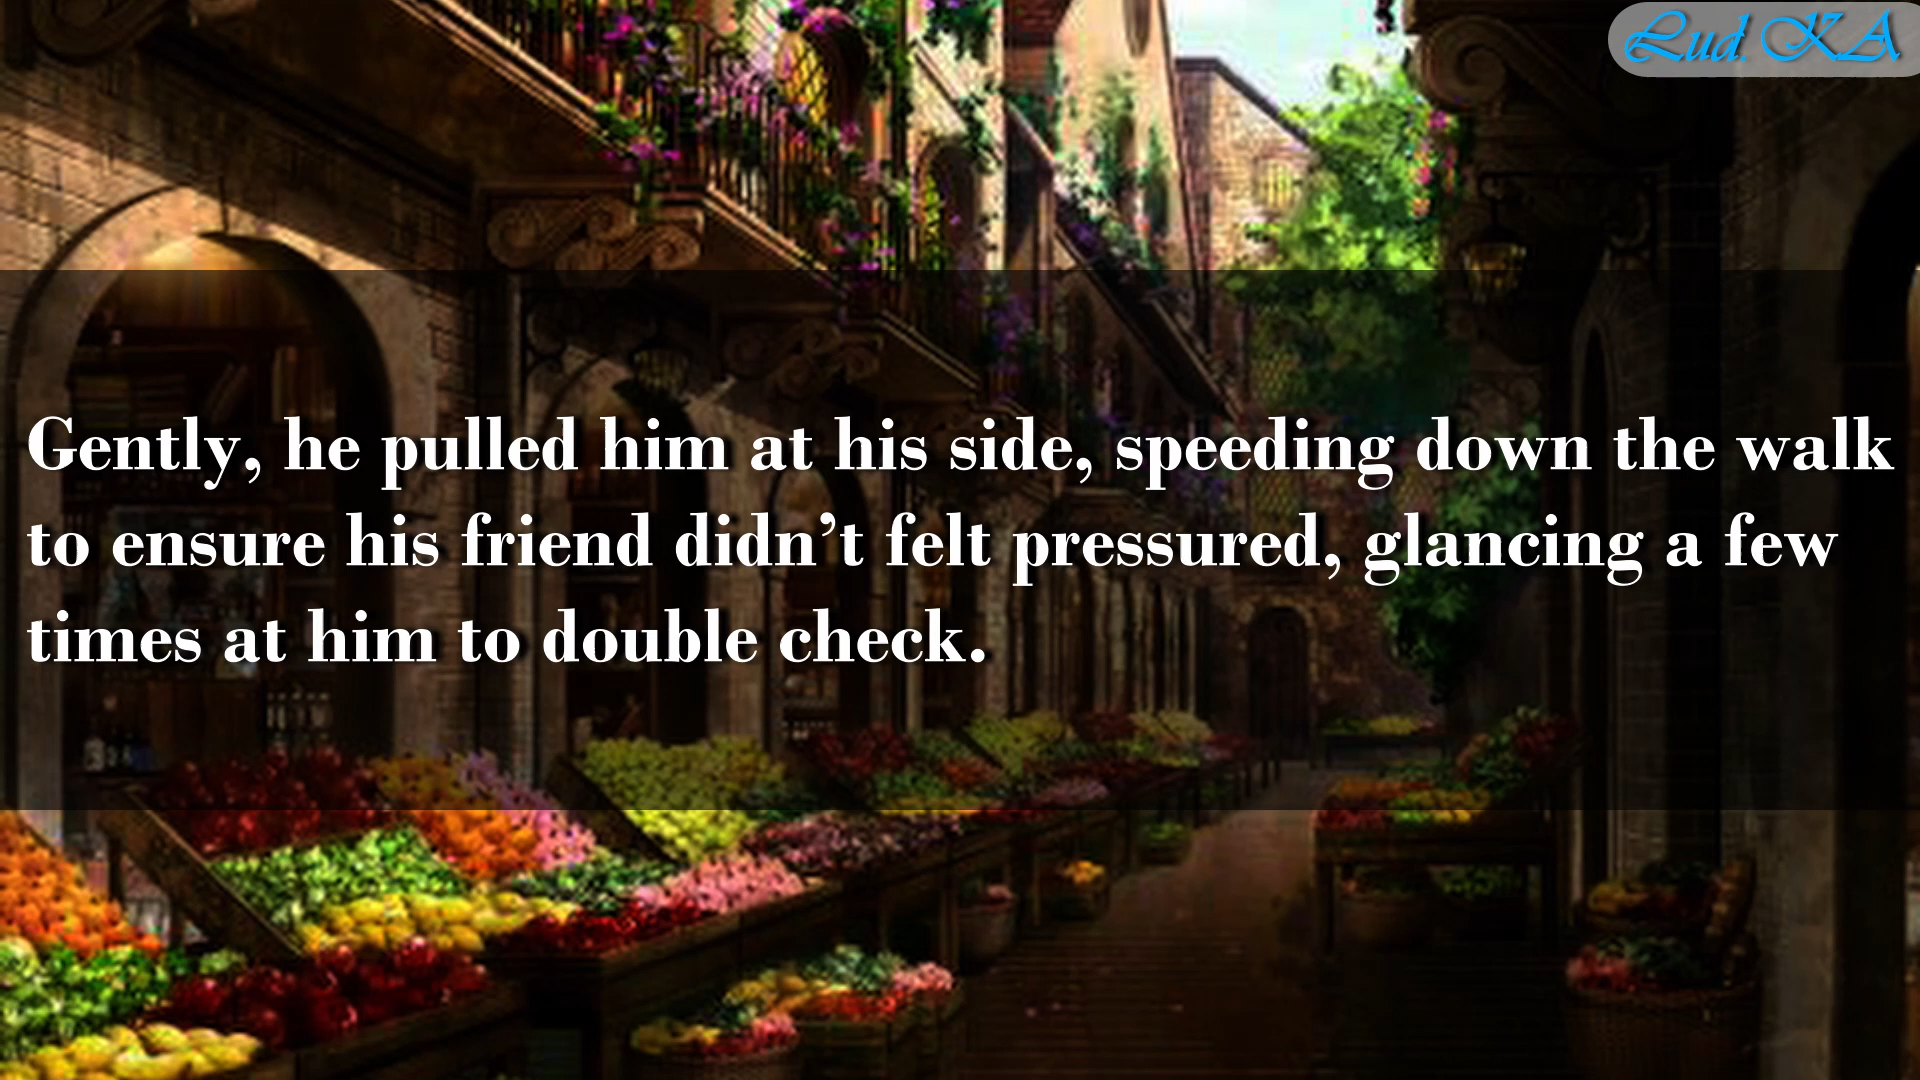 Lud. KA
Gently, he pulled him at his side, speeding down the walk
to ensure his friend didn’t felt pressured, glancing a few
times at him to double check.